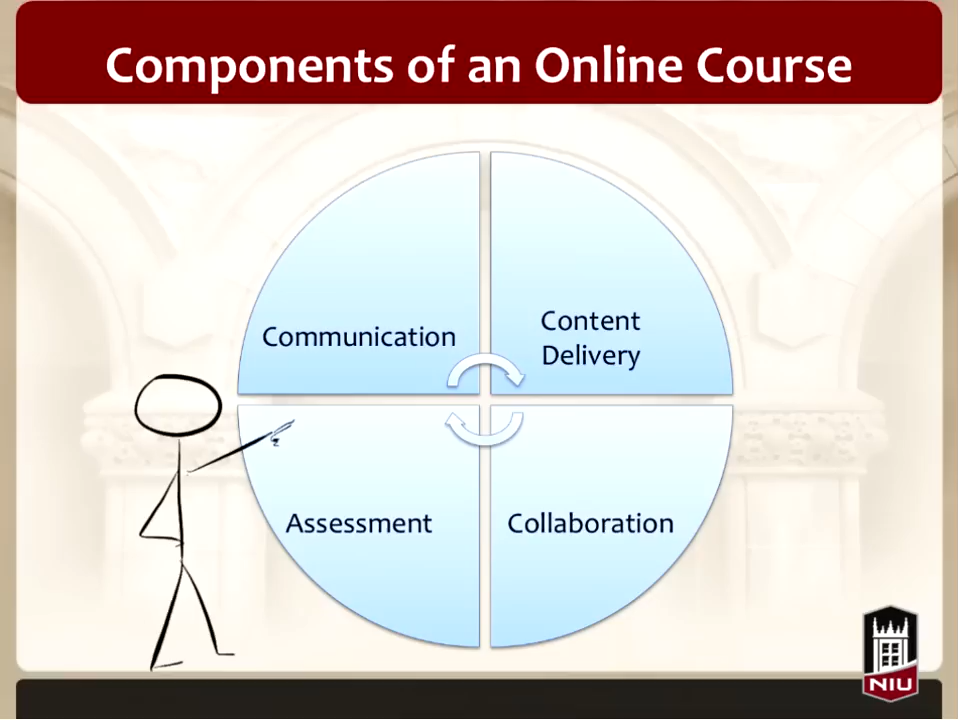 Components of an Online Course
Communication
Content
Delivery
Assessment
Collaboration
NIU